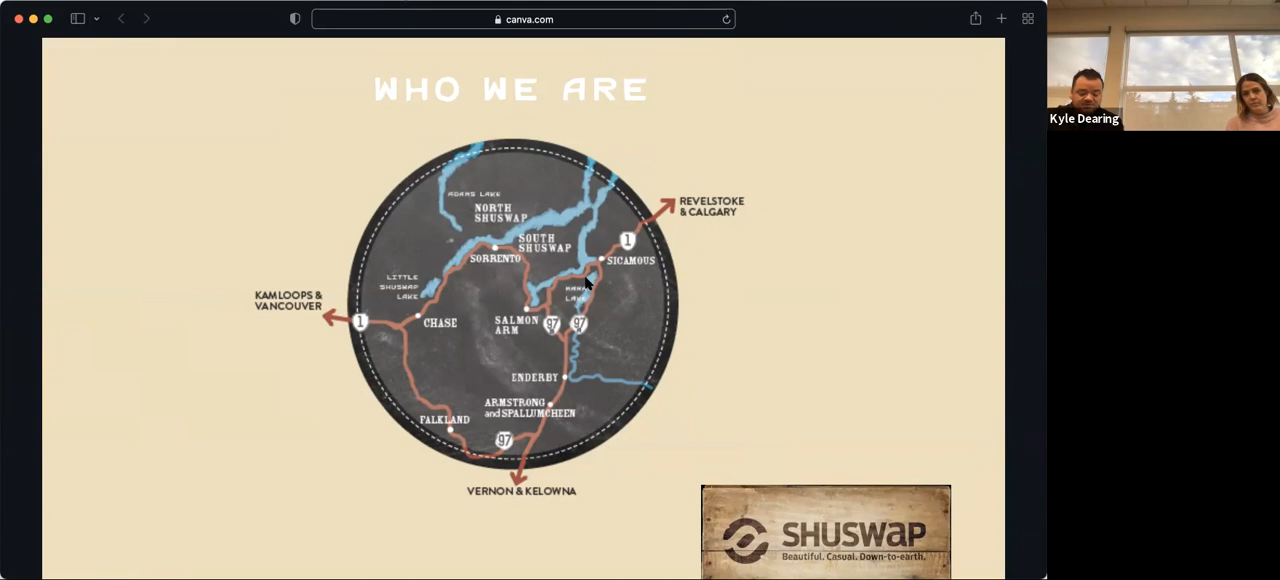 canva.com
WHO WE ARE
Kyle Dearing
ADAMS LAKE
REVELSTOKE
& CALGARY
NORTH
SHUSWAP
SOUTH
SHUSWAP
1
SORRENTO
SICAMOUS
LITTLE
SHUSWAP
LAKE
KAMLOOPS &
VANCOUVER
LAKE
1
CHASE
SALMON
ARM
97
97
ENDERBY
ARMSTRONG
and SPALLUMCHEEN
FALKLAND
97
VERNON & KELOWNA
SHUSWAP
Beautiful. Casual. Down-to-earth.